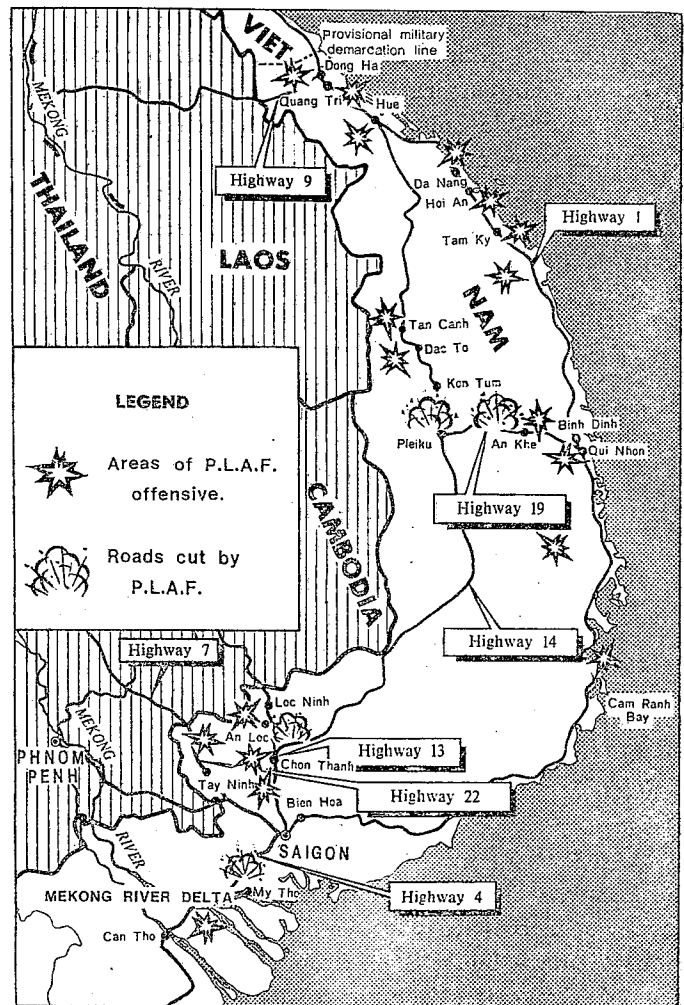 VIET
Provisional military
demarcation line
Dong Ha
Quang Tri
Hue
MEKONG
RIVER
THAILAND
Highway 9
LAOS
Da Nang
Hoi An
Tam Ky
Highway 1
NAM
Tan Canh
Dac To
Kon Tum
Pleiku
An Khe
Binh Dinh
Qui Nhon
LEGEND
Areas of P.L.A.F.
offensive.
Roads cut by
P.L.A.F.
CAMBODIA
Highway 19
Highway 14
Highway 7
Cam Ranh
Bay
Loc Ninh
An Loc
Highway 13
Chon Thanh
MEKONG
PHNOM
PENH
Tay Ninh
Highway 22
Bien Hoa
RIVER
SAIGON
MEKONG RIVER DELTA
My Tho
Highway 4
Can Tho